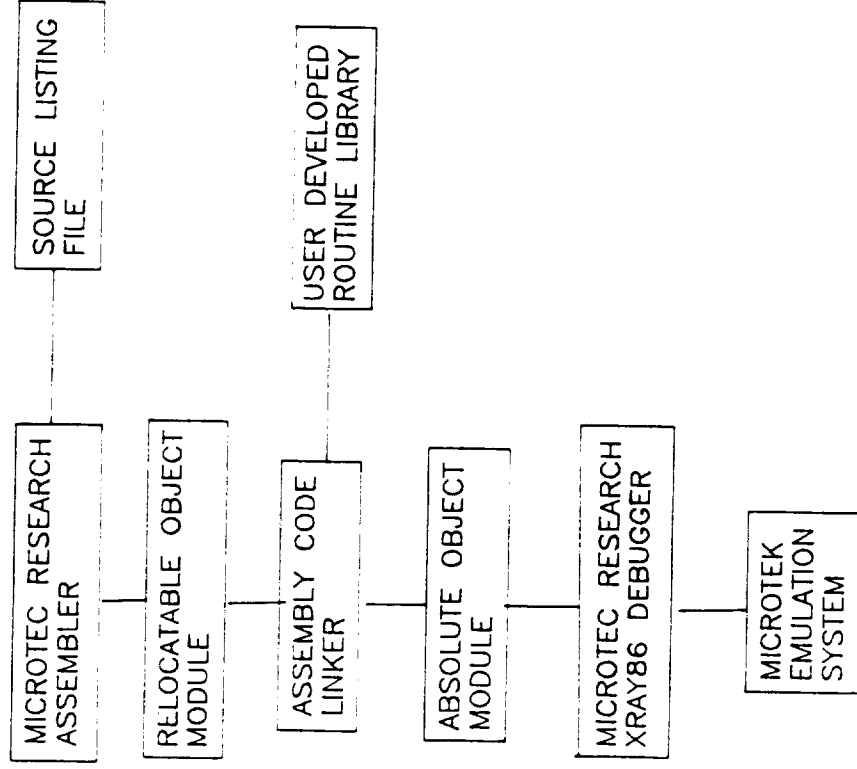 MICROTEC RESEARCH
ASSEMBLER
SOURCE LISTING
FILE
RELOCATABLE OBJECT
MODULE
ASSEMBLY CODE
LINKER
USER DEVELOPED
ROUTINE LIBRARY
ABSOLUTE OBJECT
MODULE
MICROTEC RESEARCH
XRAY86 DEBUGGER
MICROTEK
EMULATION
SYSTEM